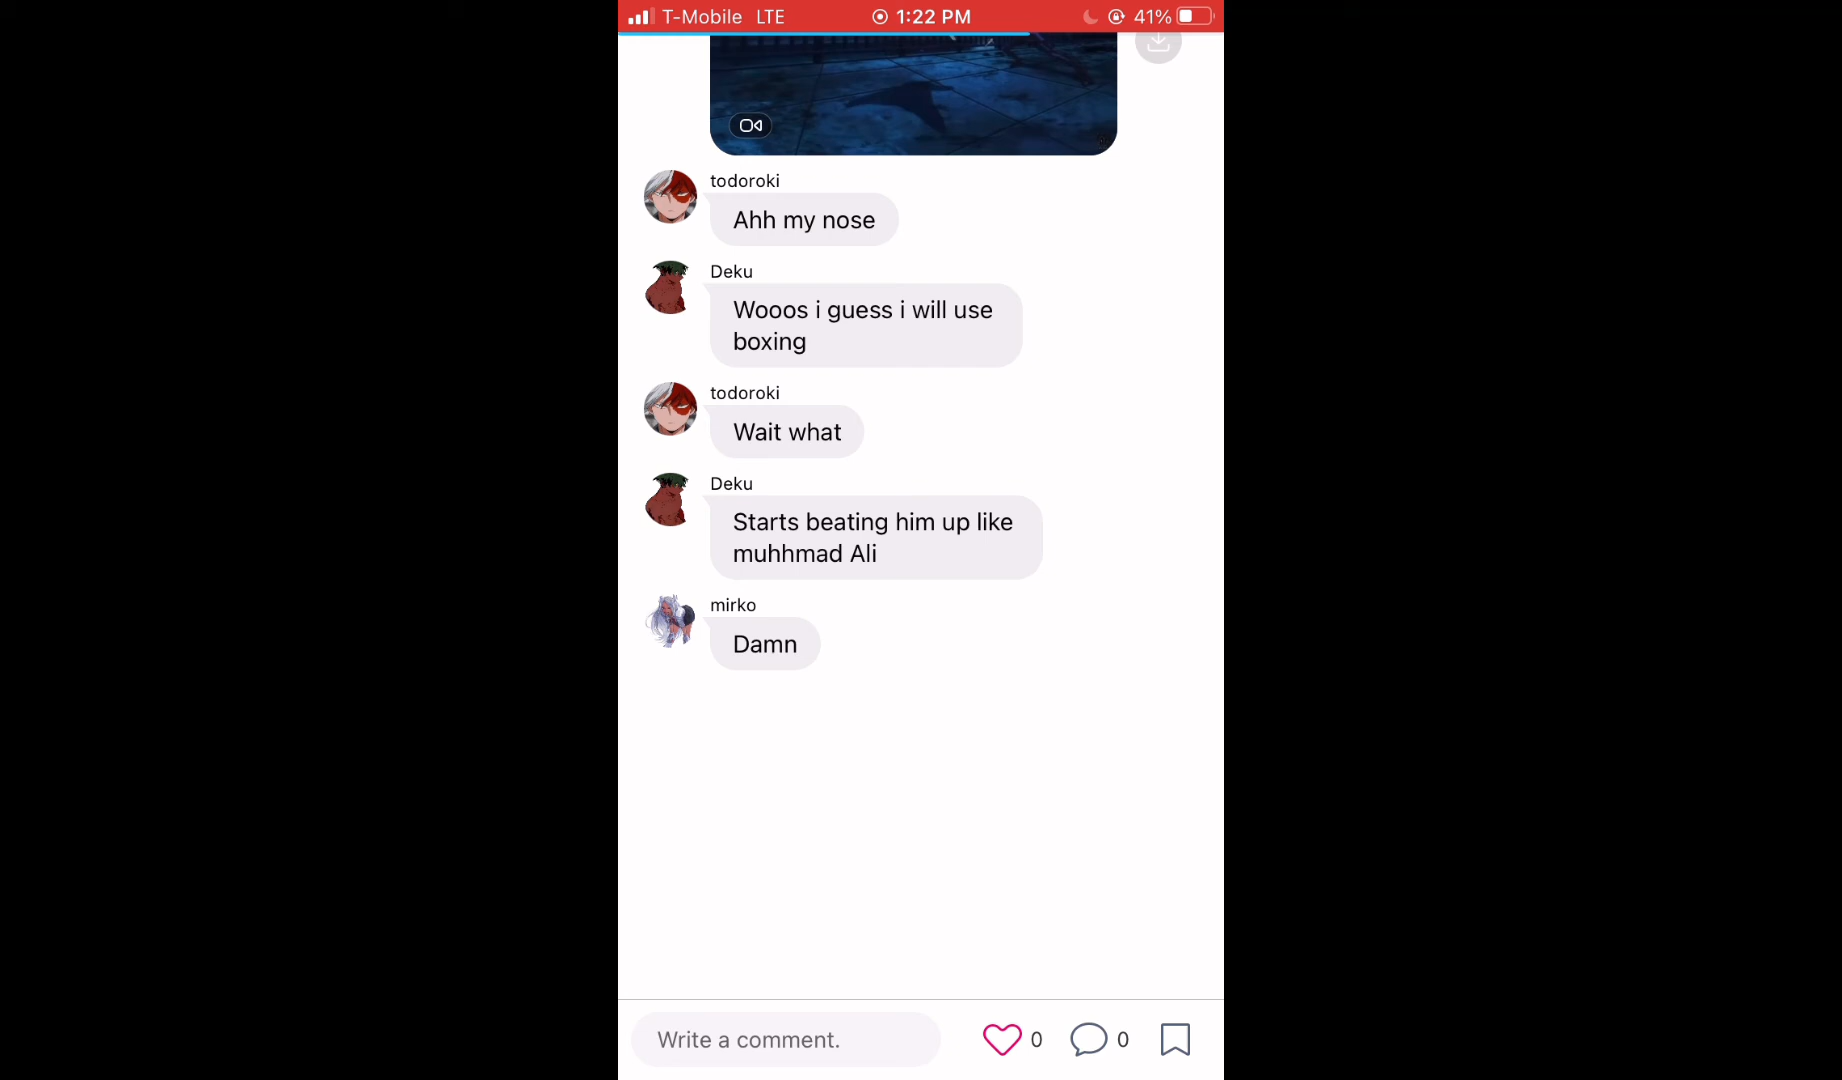 T-Mobile LTE 1:22 PM 41%
todoroki
Ahh my nose
Deku
Wooos i guess i will use
boxing
todoroki
Wait what
Deku
Starts beating him up like
muhhmad Ali
mirko
Damn
Write a comment. 0 0